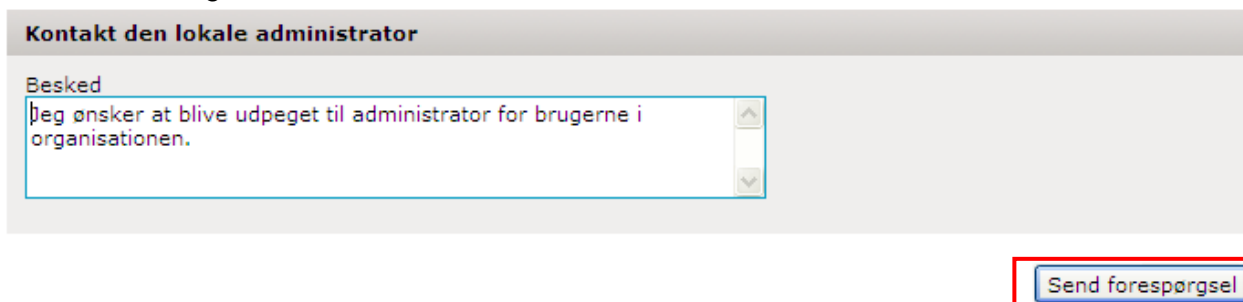 Kontakt den lokale administrator
Besked
Jeg ønsker at blive udpeget til administrator for brugerne i
organisationen.
Send forespørgsel